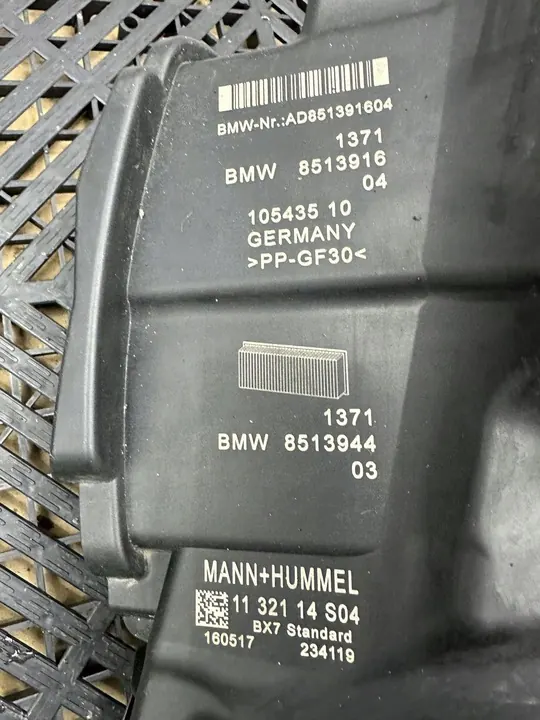 BMW-Nr.:AD851391604
1371
BMW 8513916
04
105435 10
GERMANY
>PP-GF30<
1371
BMW 8513944
03
MANN+HUMMEL
11 321 14 S04
BX7 Standard
160517 234119